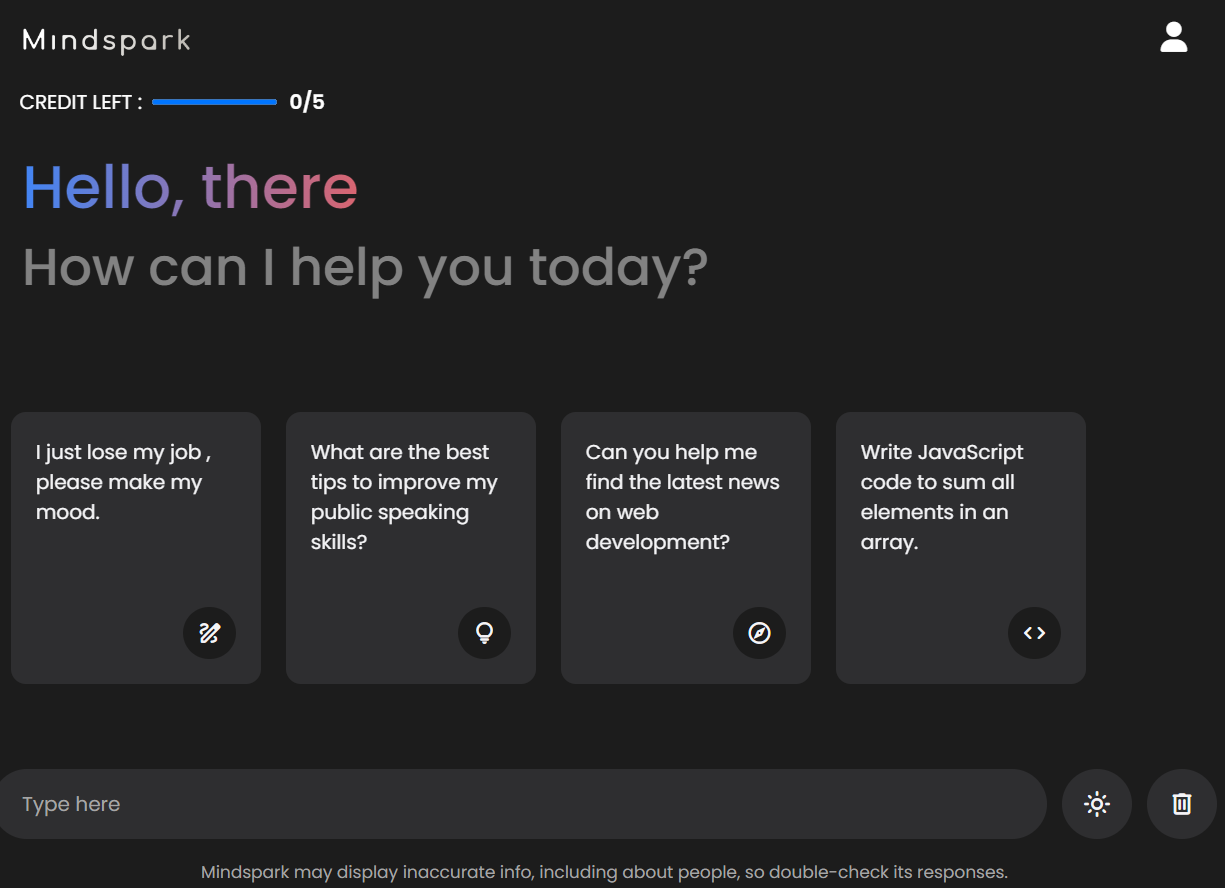 Mindspark
CREDIT LEFT : 0/5
Hello, there
How can I help you today?
I just lose my job ,
please make my
mood.
What are the best
tips to improve my
public speaking
skills?
Can you help me
find the latest news
on web
development?
Write JavaScript
code to sum all
elements in an
array.
Type here
Mindspark may display inaccurate info, including about people, so double-check its responses.